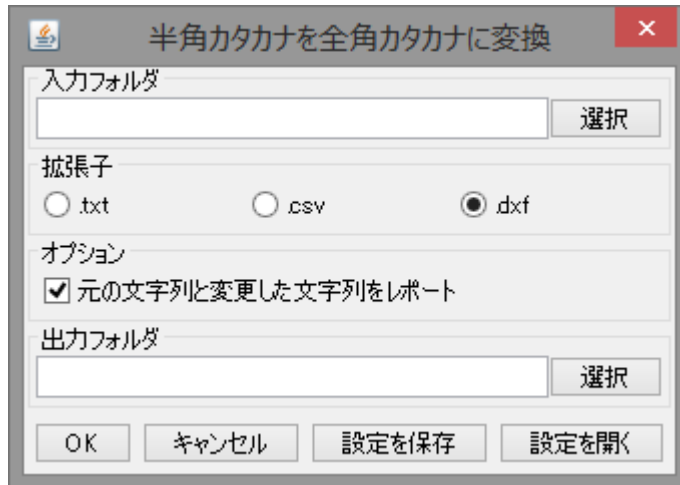 半角カタカナを全角カタカナに変換
入力フォルダ
選択
拡張子
.txt .csv .dxf
オプション
元の文字列と変更した文字列をレポート
出力フォルダ
選択
OK キャンセル 設定を保存 設定を開く